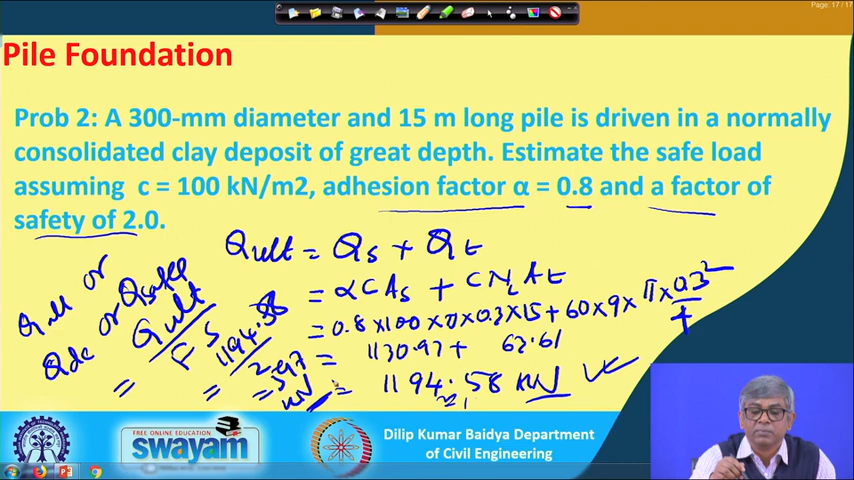 Page: 17 / 17
Pile Foundation
Prob 2: A 300-mm diameter and 15 m long pile is driven in a normally
consolidated clay deposit of great depth. Estimate the safe load
assuming c = 100 kN/m2, adhesion factor α = 0.8 and a factor of
safety of 2.0.
Qult = Qs + Qt
= αCAs + CNcAt
= 0.8 × 100 × π × 0.3 × 15 + 60 × 9 × π × 0.3²/4
= 1130.97 + 63.61
= 1194.58 kN
Qall or
Qsafe
or Qult
F S
1194.58
2
= 597
kN
FREE ONLINE EDUCATION
swayam
Dilip Kumar Baidya Department
of Civil Engineering